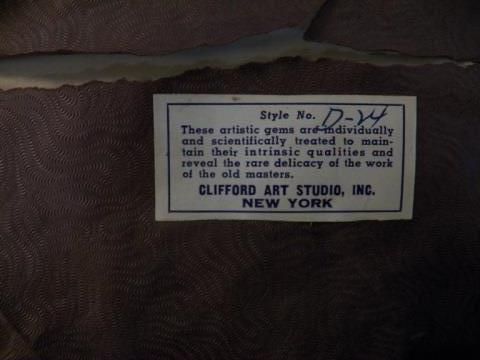 Style No. D-24
These artistic gems are individually
and scientifically treated to main-
tain their intrinsic qualities and
reveal the rare delicacy of the work
of the old masters.
CLIFFORD ART STUDIO, INC.
NEW YORK